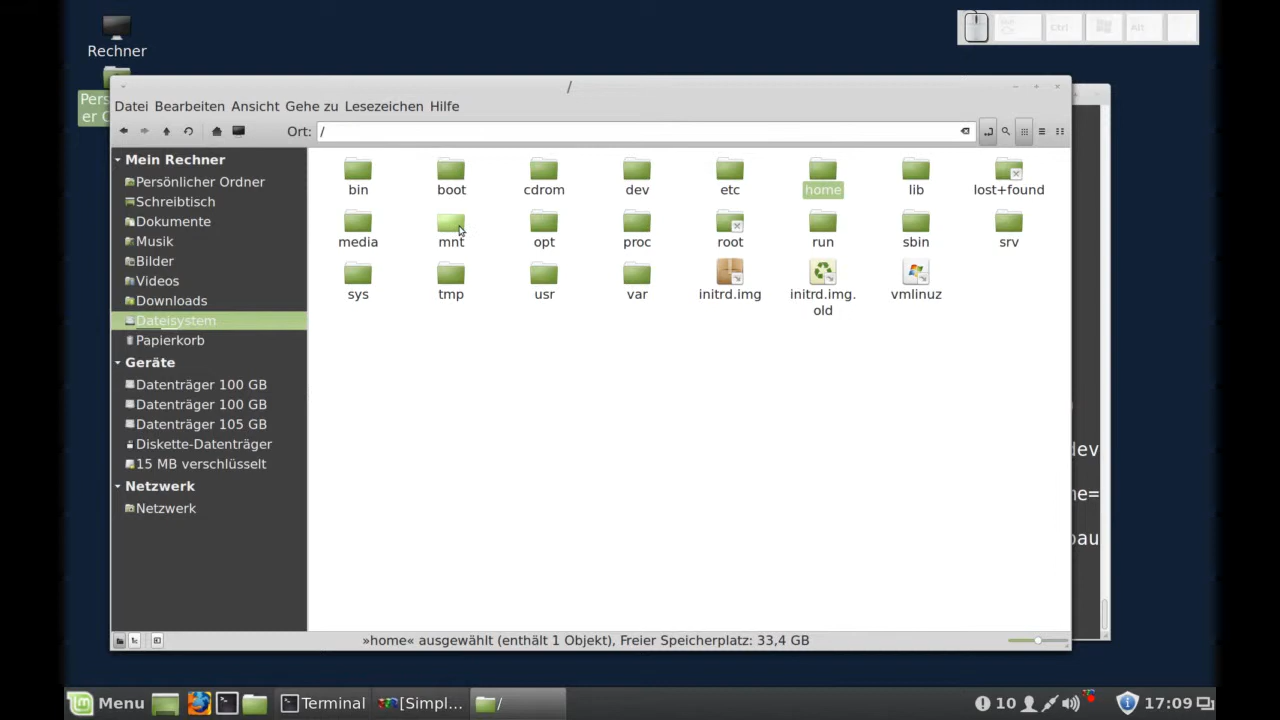 Rechner
Pers
er O
Ctrl
Alt
/
Datei Bearbeiten Ansicht Gehe zu Lesezeichen Hilfe
Ort: /
Mein Rechner
Persönlicher Ordner
Schreibtisch
Dokumente
Musik
Bilder
Videos
Downloads
Dateisystem
Papierkorb
Geräte
Datenträger 100 GB
Datenträger 100 GB
Datenträger 105 GB
Diskette-Datenträger
15 MB verschlüsselt
Netzwerk
Netzwerk
bin boot cdrom dev etc home lib lost+found
media mnt opt proc root run sbin srv
sys tmp usr var initrd.img initrd.img. vmlinuz
old
dev
ne=
bau
»home« ausgewählt (enthält 1 Objekt), Freier Speicherplatz: 33,4 GB
Menu Terminal [Simpl... / 10 17:09